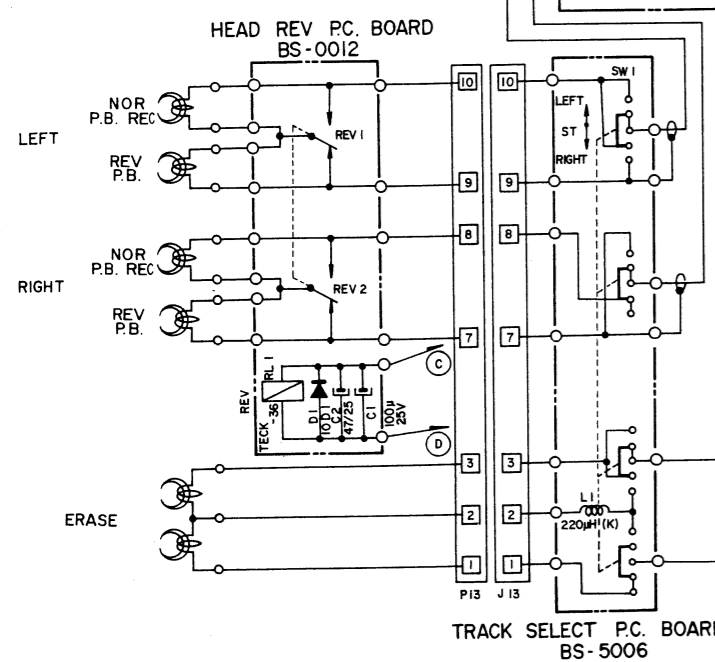 HEAD REV P.C. BOARD
BS-0012
LEFT
NOR
P.B. REC
REV
P.B.
REV 1
RIGHT
NOR
P.B. REC
REV
P.B.
REV 2
REV
TECK-36
RL 1
D1
10D1
C2
47/25
C1
100μ
25V
C
D
ERASE
10
9
8
7
3
2
1
P13
10
9
8
7
3
2
1
J13
SW 1
LEFT
ST
RIGHT
L1
220μH (K)
TRACK SELECT P.C. BOARD
BS-5006